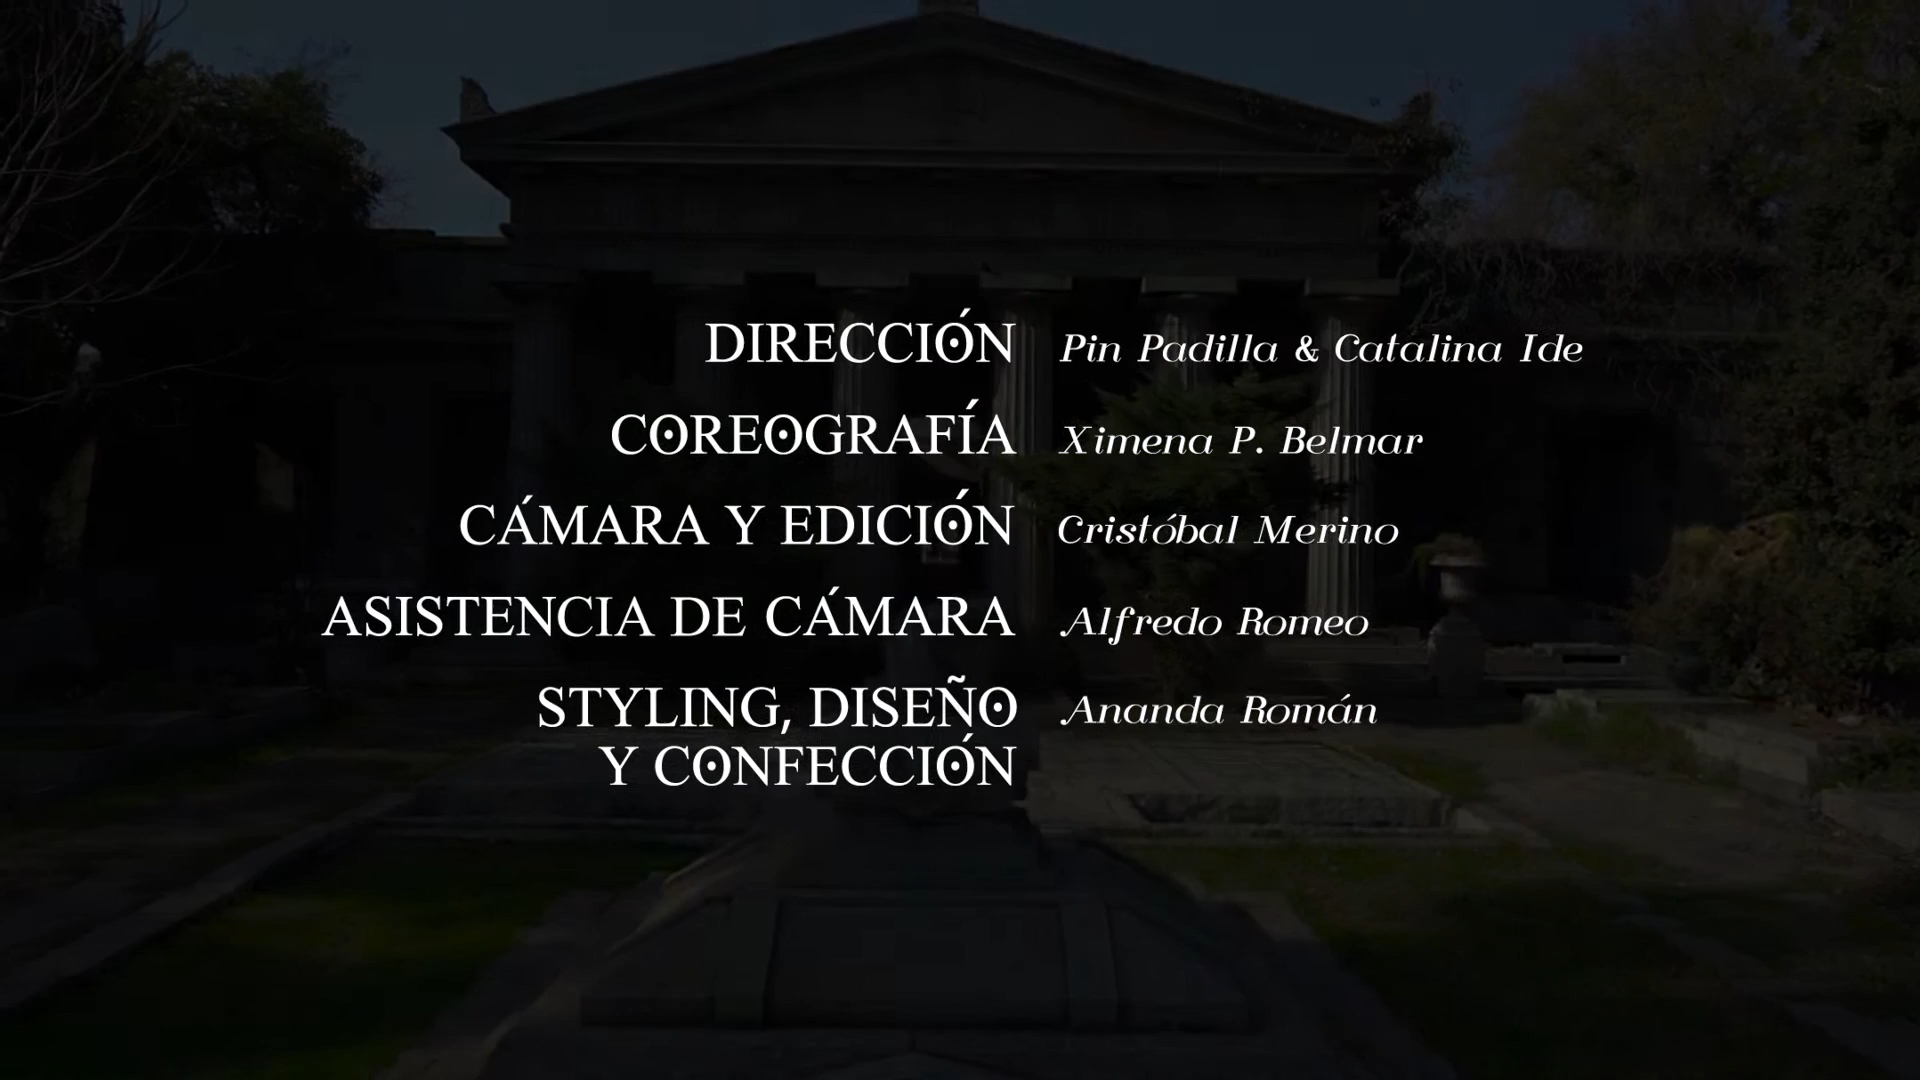 DIRECCIÓN Pin Padilla & Catalina Ide
COREOGRAFÍA Ximena P. Belmar
CÁMARA Y EDICIÓN Cristóbal Merino
ASISTENCIA DE CÁMARA Alfredo Romeo
STYLING, DISEÑO Ananda Román
Y CONFECCIÓN